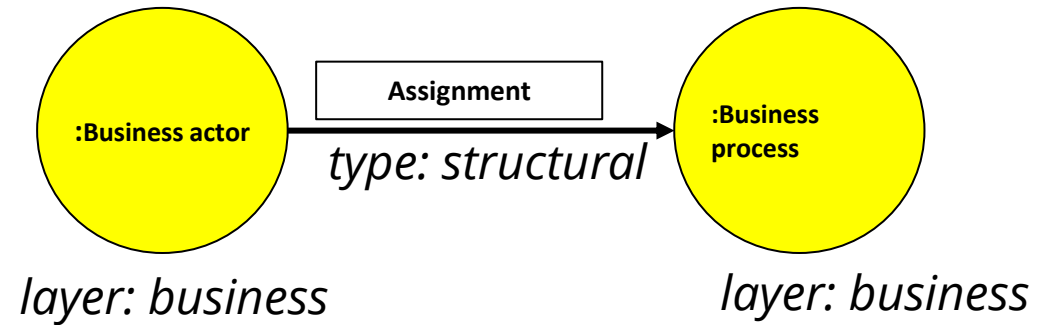 :Business actor
Assignment
type: structural
:Business
process
layer: business
layer: business